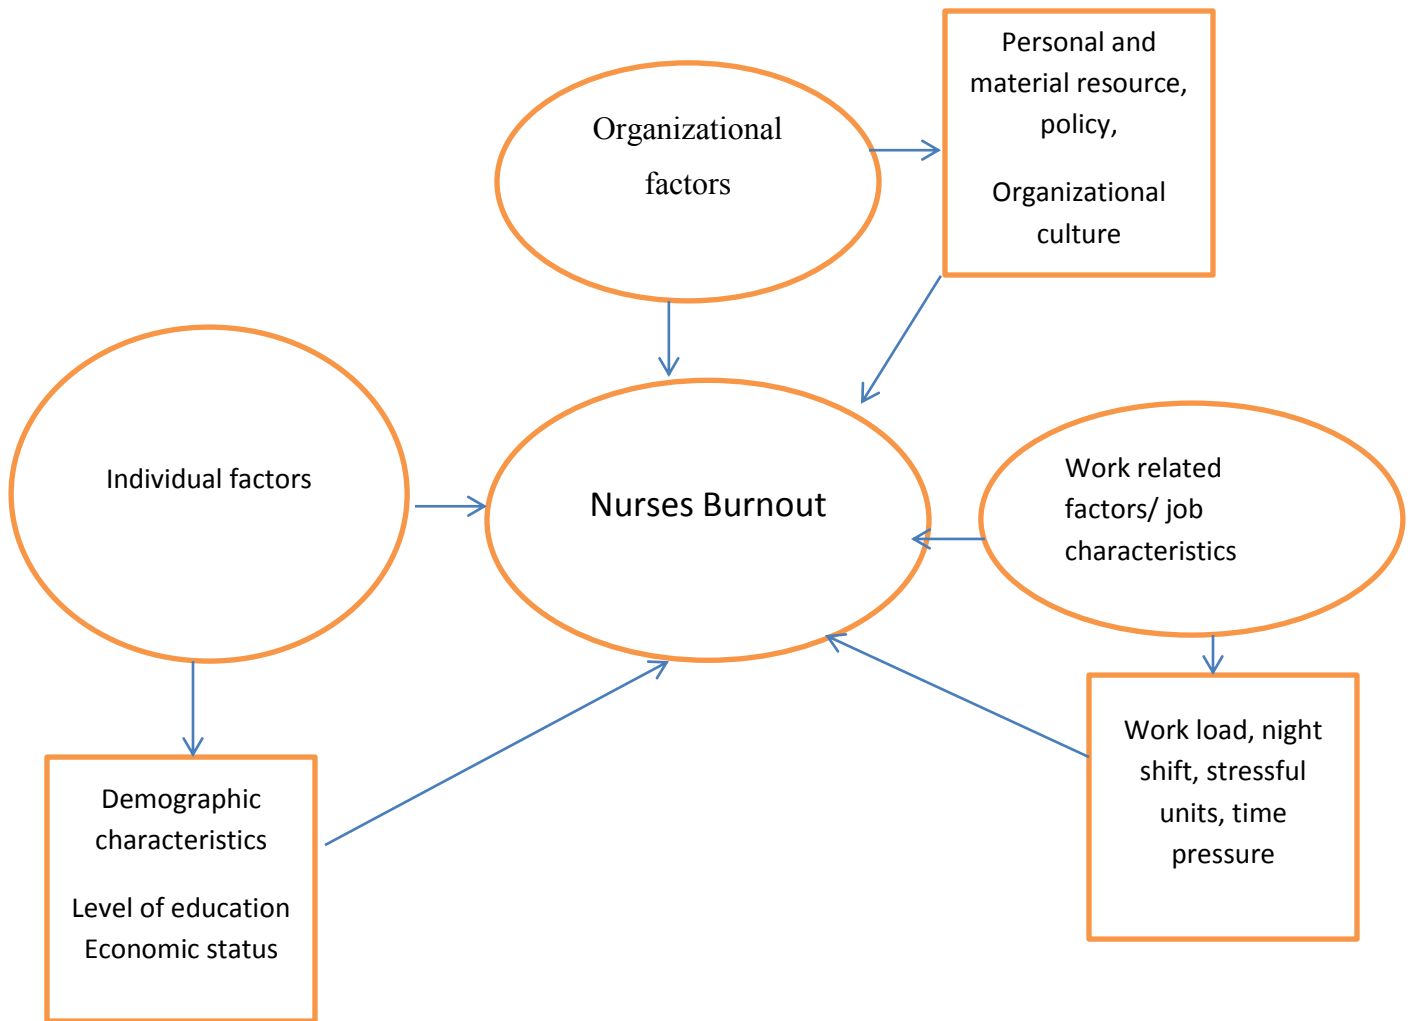 Personal and
material resource,
policy,
Organizational
culture
Organizational
factors
Individual factors
Nurses Burnout
Work related
factors/ job
characteristics
Demographic
characteristics
Level of education
Economic status
Work load, night
shift, stressful
units, time
pressure